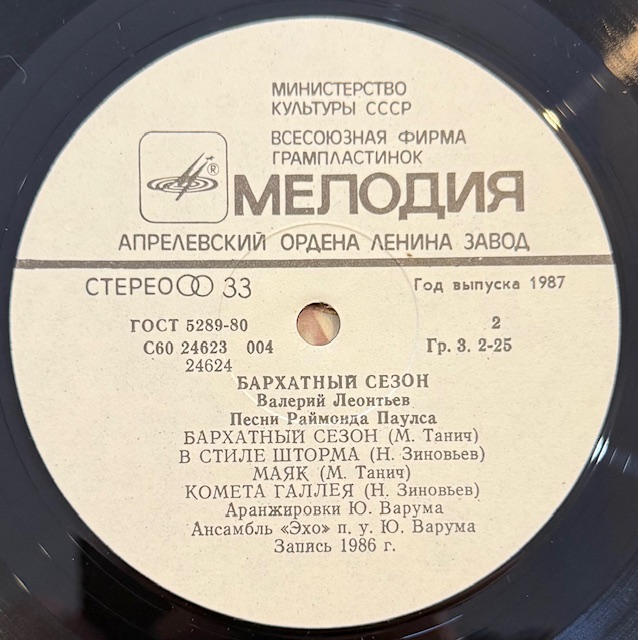 МИНИСТЕРСТВО
КУЛЬТУРЫ СССР
ВСЕСОЮЗНАЯ ФИРМА
ГРАМПЛАСТИНОК
®
МЕЛОДИЯ
АПРЕЛЕВСКИЙ ОРДЕНА ЛЕНИНА ЗАВОД
СТЕРЕО 33
Год выпуска 1987
ГОСТ 5289-80
2
С60 24623 004
Гр. 3. 2-25
24624
БАРХАТНЫЙ СЕЗОН
Валерий Леонтьев
Песни Раймонда Паулса
БАРХАТНЫЙ СЕЗОН (М. Танич)
В СТИЛЕ ШТОРМА (Н. Зиновьев)
МАЯК (М. Танич)
КОМЕТА ГАЛЛЕЯ (Н. Зиновьев)
Аранжировки Ю. Варума
Ансамбль «Эхо» п. у. Ю. Варума
Запись 1986 г.